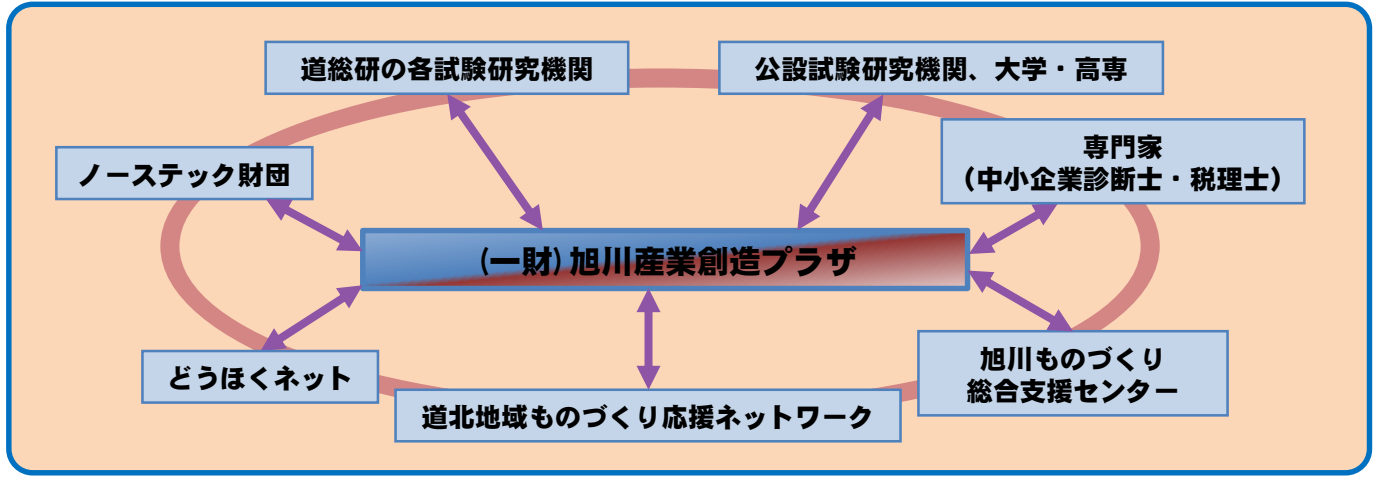 道総研の各試験研究機関
公設試験研究機関、大学・高専
ノーステック財団
専門家
(中小企業診断士・税理士)
(一財)旭川産業創造プラザ
どうほくネット
旭川ものづくり
総合支援センター
道北地域ものづくり応援ネットワーク